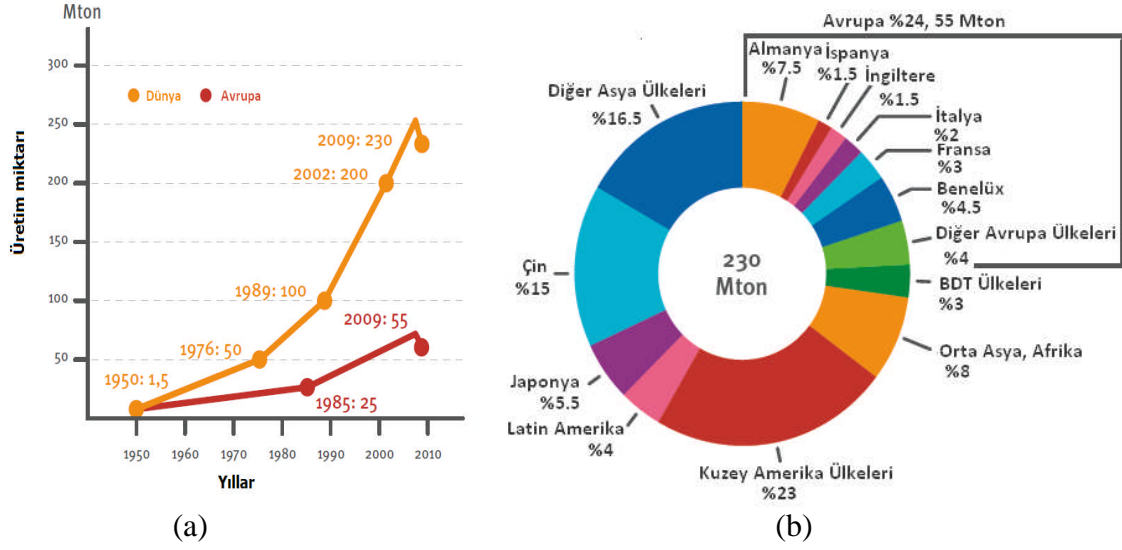 Mton
300
250
200
150
100
50
Üretim miktarı
Dünya
Avrupa
2009: 230
2002: 200
1989: 100
2009: 55
1976: 50
1950: 1,5
1985: 25
1950
1960
1970
1980
1990
2000
2010
Yıllar
(a)
Avrupa %24, 55 Mton
Almanya
%7.5
İspanya
%1.5
İngiltere
%1.5
İtalya
%2
Fransa
%3
Benelüx
%4.5
Diğer Avrupa Ülkeleri
%4
BDT Ülkeleri
%3
Orta Asya, Afrika
%8
Kuzey Amerika Ülkeleri
%23
Latin Amerika
%4
Japonya
%5.5
Çin
%15
Diğer Asya Ülkeleri
%16.5
230
Mton
(b)